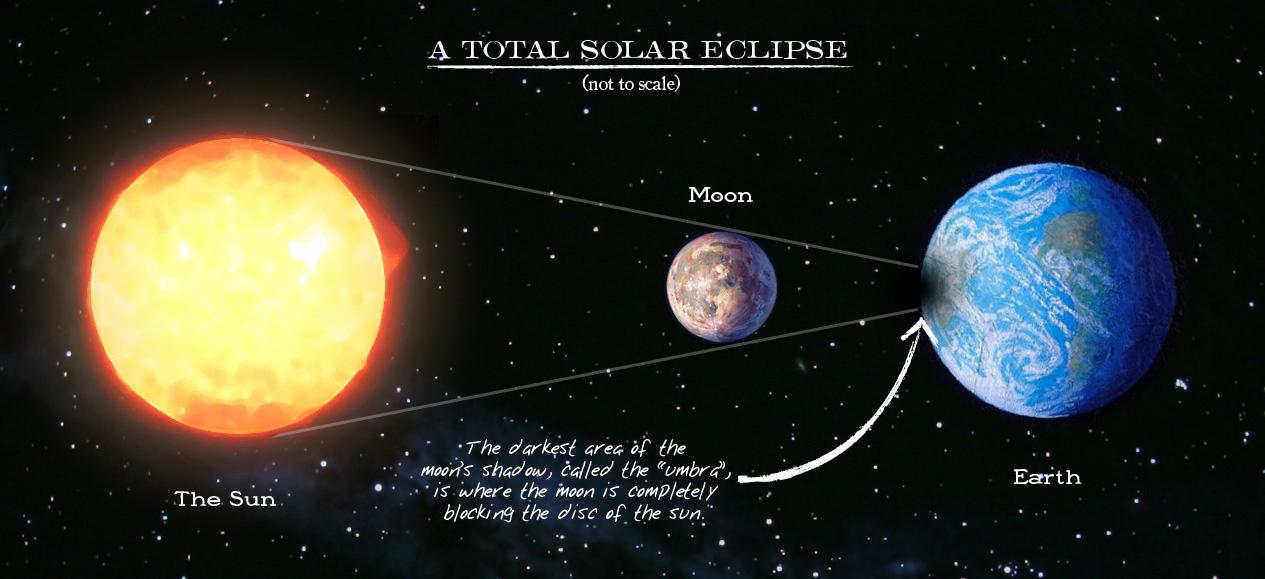 A TOTAL SOLAR ECLIPSE
(not to scale)
Moon
The darkest area of the
moon's shadow, called the "umbra",
is where the moon is completely
blocking the disc of the sun.
The Sun
Earth